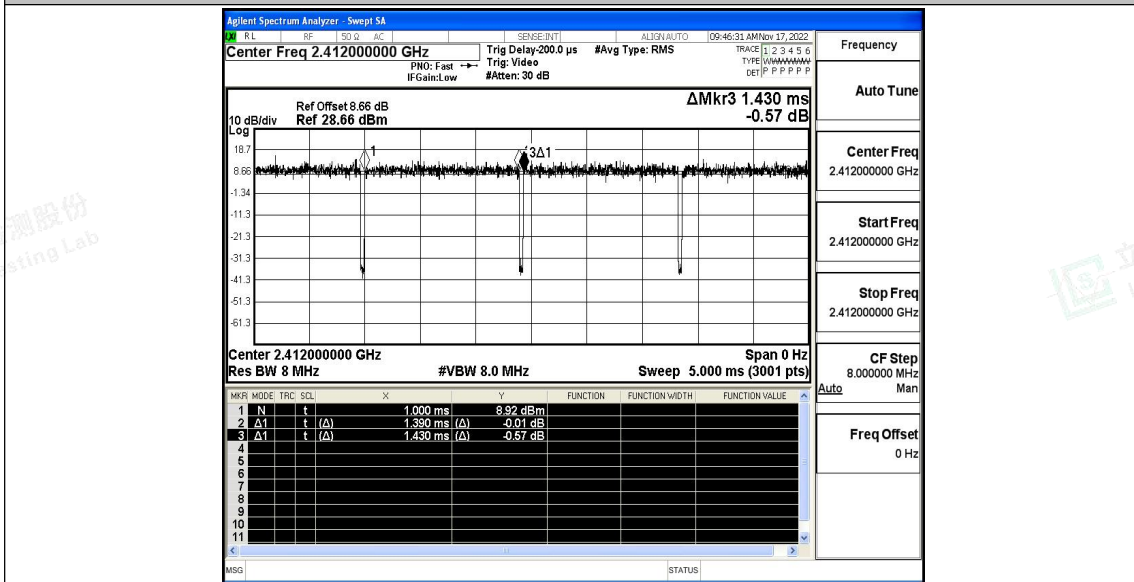 Agilent Spectrum Analyzer - Swept SA
LXI RL RF 50 Ω AC SENSE:INT ALIGN AUTO 09:46:31 AM Nov 17, 2022
Center Freq 2.412000000 GHz
PNO: Fast
IFGain:Low
Trig Delay-200.0 µs
Trig: Video
#Atten: 30 dB
#Avg Type: RMS
TRACE 1 2 3 4 5 6
TYPE WWWWWW
DET P P P P P P
ΔMkr3 1.430 ms
-0.57 dB
Ref Offset 8.66 dB
10 dB/div Ref 28.66 dBm
Log
1
3Δ1
18.7
8.66
-1.34
-11.3
-21.3
-31.3
-41.3
-51.3
-61.3
Center 2.412000000 GHz Span 0 Hz
Res BW 8 MHz #VBW 8.0 MHz Sweep 5.000 ms (3001 pts)
MKR MODE TRC SCL X Y FUNCTION FUNCTION WIDTH FUNCTION VALUE
1 N t 1.000 ms 8.92 dBm
2 Δ1 t (Δ) 1.390 ms (Δ) -0.01 dB
3 Δ1 t (Δ) 1.430 ms (Δ) -0.57 dB
4
5
6
7
8
9
10
11
MSG STATUS
Frequency
Auto Tune
Center Freq
2.412000000 GHz
Start Freq
2.412000000 GHz
Stop Freq
2.412000000 GHz
CF Step
8.000000 MHz
Auto Man
Freq Offset
0 Hz
测股份
sting Lab
立